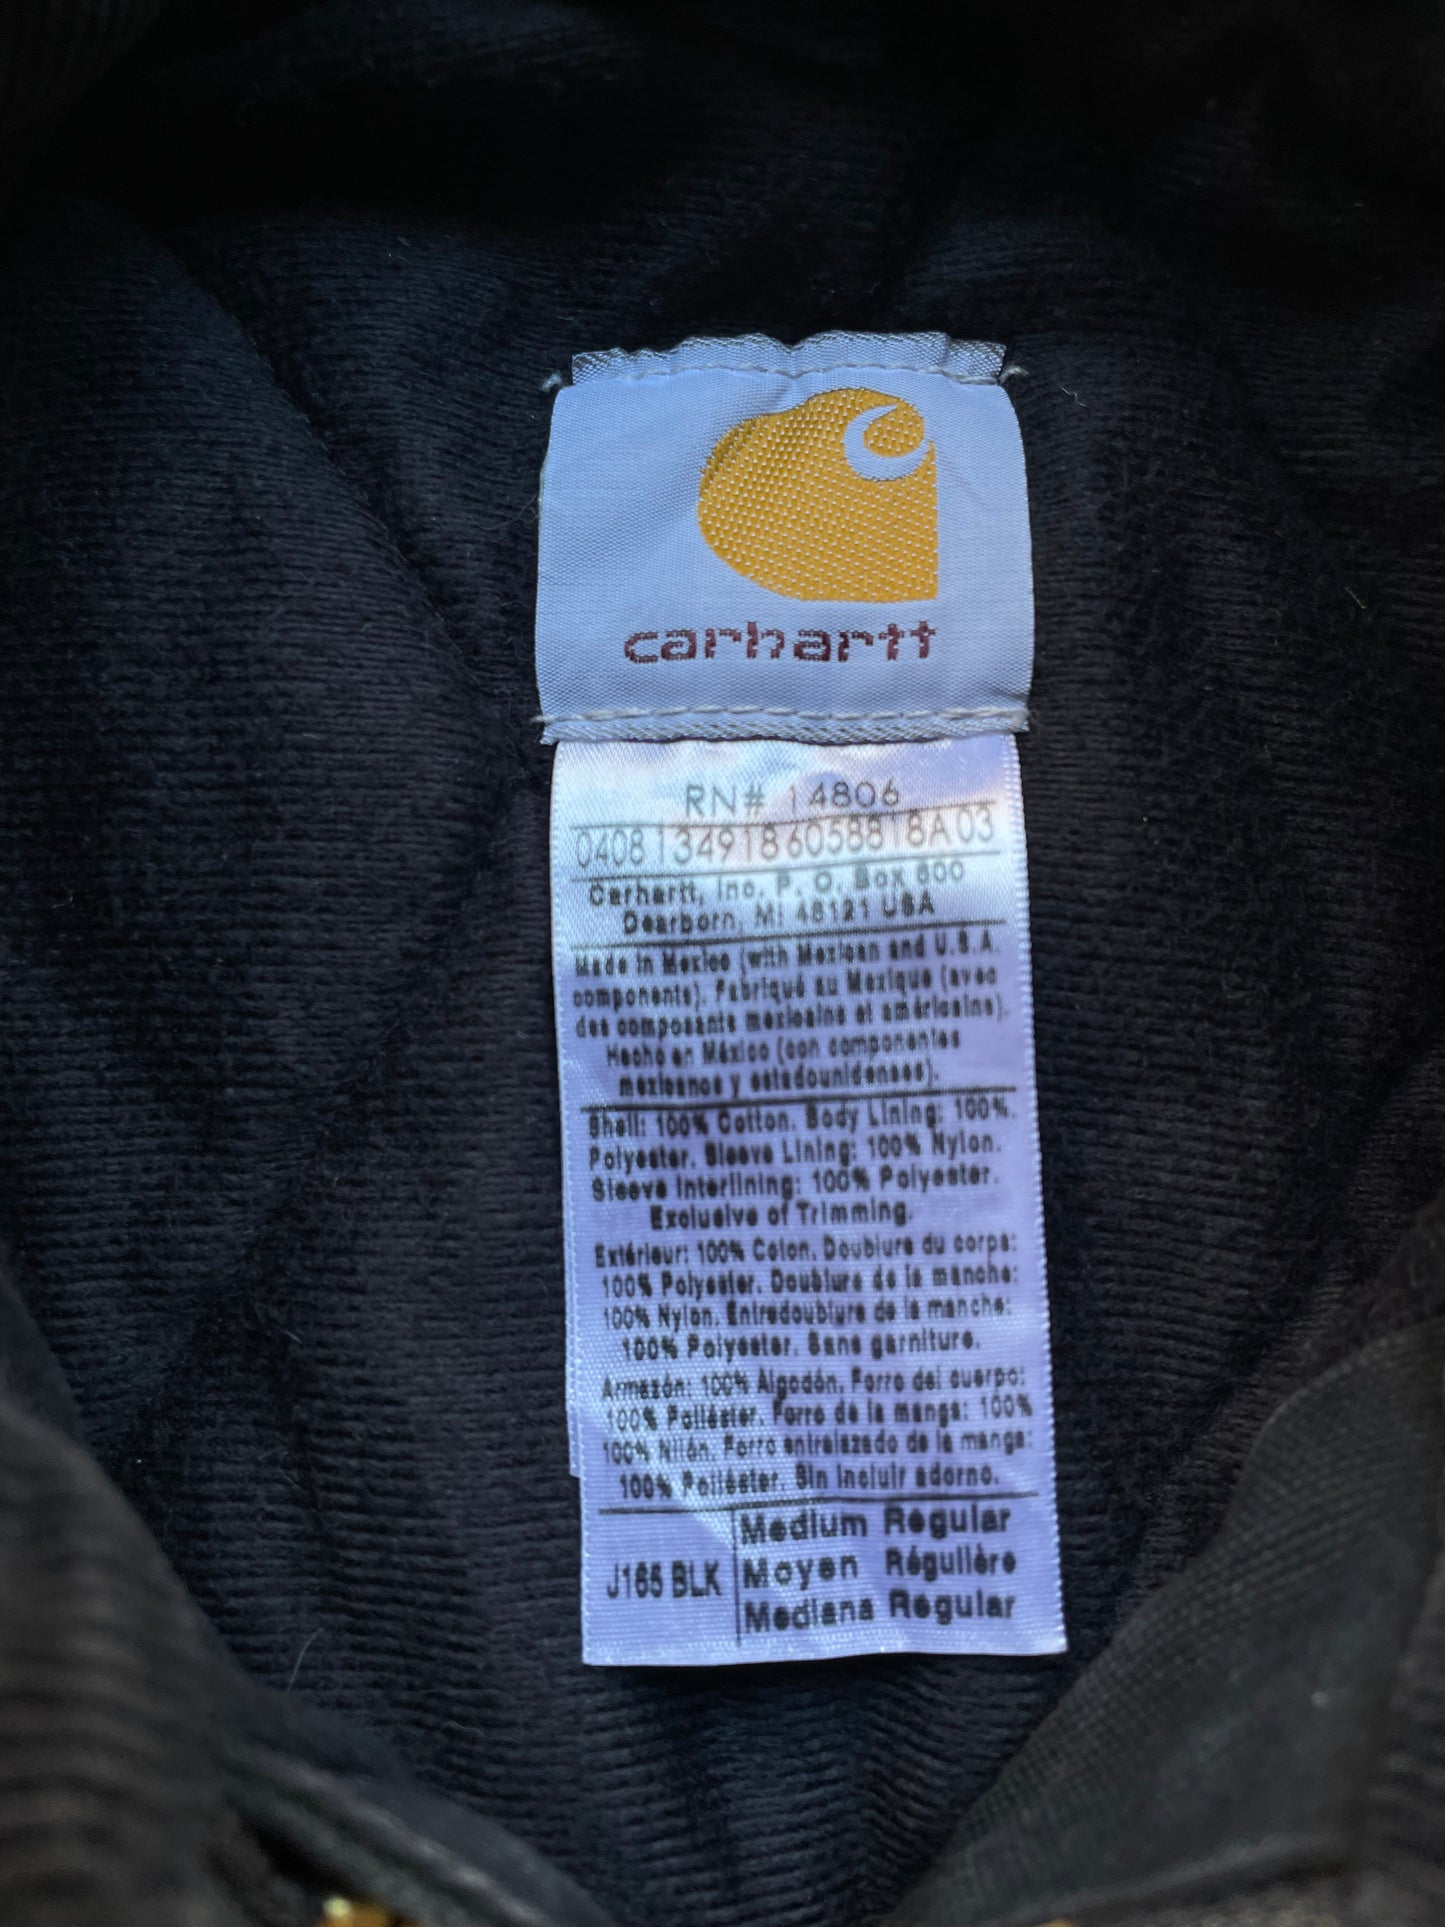 carhartt
RN# 14806
0408 134918605881 8A 03
Carhartt, Inc. P. O. Box 600
Dearborn, MI 48121 USA
Made in Mexico (with Mexican and U.S.A.
components). Fabriqué au Mexique (avec
des composants mexicains et américains).
Hecho en México (con componentes
mexicanos y estadounidenses).
Shell: 100% Cotton. Body Lining: 100%.
Polyester. Sleeve Lining: 100% Nylon.
Sleeve Interlining: 100% Polyester.
Exclusive of Trimming.
Extérieur: 100% Coton. Doublure du corps:
100% Polyester. Doublure de la manche:
100% Nylon. Entredoublure de la manche:
100% Polyester. Sans garniture.
Armazón: 100% Algodón. Forro del cuerpo:
100% Poliéster. Forro de la manga: 100%
100% Nilón. Forro entrelazado de la manga:
100% Poliéster. Sin incluir adorno.
J165 BLK
Medium Regular
Moyen Régulière
Mediana Regular